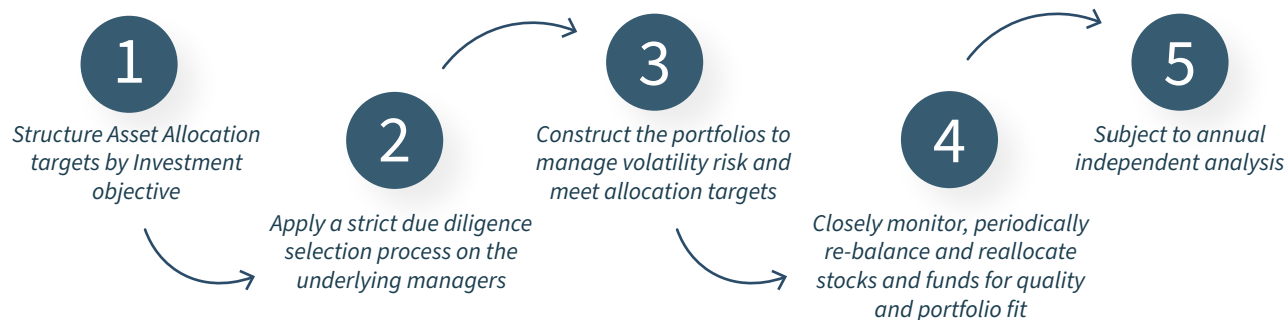 1
Structure Asset Allocation
targets by Investment
objective
2
Apply a strict due diligence
selection process on the
underlying managers
3
Construct the portfolios to
manage volatility risk and
meet allocation targets
4
Closely monitor, periodically
re-balance and reallocate
stocks and funds for quality
and portfolio fit
5
Subject to annual
independent analysis